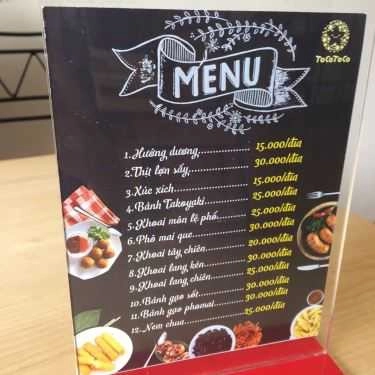 ToCoToCo
MENU
1.Hướng dương............ 15.000/đĩa
2.Thịt lợn sấy............ 30.000/đĩa
3.Xúc xích................ 15.000/đĩa
4.Bánh Takoyaki........... 25.000/đĩa
5.Khoai môn lệ phố........ 25.000/đĩa
6.Phô mai que............. 30.000/đĩa
7.Khoai tây chiên......... 20.000/đĩa
8.Khoai lang kén.......... 30.000/đĩa
9.Khoai lang chiên........ 25.000/đĩa
10.Bánh gạo sốt........... 30.000/đĩa
11.Bánh gạo phomai........ 30.000/đĩa
12.Nem chua............... 25.000/đĩa